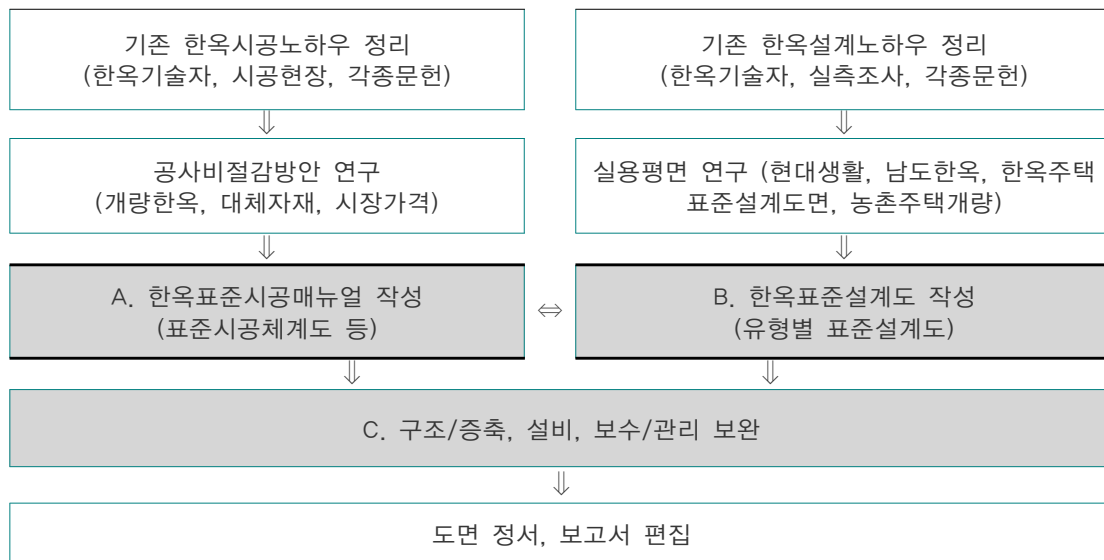 기존 한옥시공노하우 정리
(한옥기술자, 시공현장, 각종문헌)
기존 한옥설계노하우 정리
(한옥기술자, 실측조사, 각종문헌)
⇓
⇓
공사비절감방안 연구
(개량한옥, 대체자재, 시장가격)
실용평면 연구 (현대생활, 남도한옥, 한옥주택
표준설계도면, 농촌주택개량)
⇓
⇓
A. 한옥표준시공매뉴얼 작성
(표준시공체계도 등)
⇔
B. 한옥표준설계도 작성
(유형별 표준설계도)
⇓
⇓
C. 구조/증축, 설비, 보수/관리 보완
⇓
도면 정서, 보고서 편집